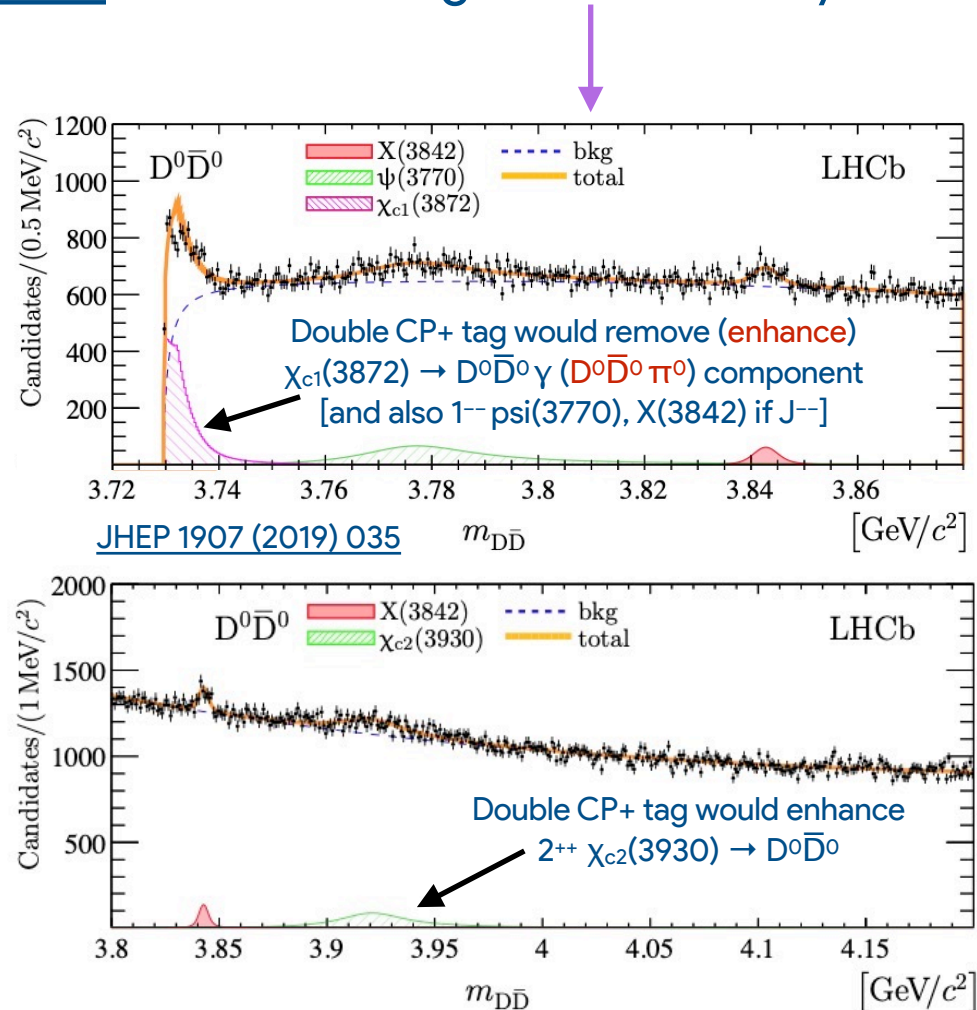 1200
1000
800
600
400
200
Candidates/(0.5 MeV/c²)
D⁰D̅⁰
X(3842)
ψ(3770)
χc1(3872)
bkg
total
LHCb
Double CP+ tag would remove (enhance)
χc1(3872) → D⁰D̅⁰ γ (D⁰D̅⁰ π⁰) component
[and also 1⁻⁻ psi(3770), X(3842) if J⁻⁻]
3.72 3.74 3.76 3.78 3.8 3.82 3.84 3.86
JHEP 1907 (2019) 035
mDD̅
[GeV/c²]
2000
1500
1000
500
Candidates/(1 MeV/c²)
D⁰D̅⁰
X(3842)
χc2(3930)
bkg
total
LHCb
Double CP+ tag would enhance
2⁺⁺ χc2(3930) → D⁰D̅⁰
3.8 3.85 3.9 3.95 4 4.05 4.1 4.15
mDD̅
[GeV/c²]